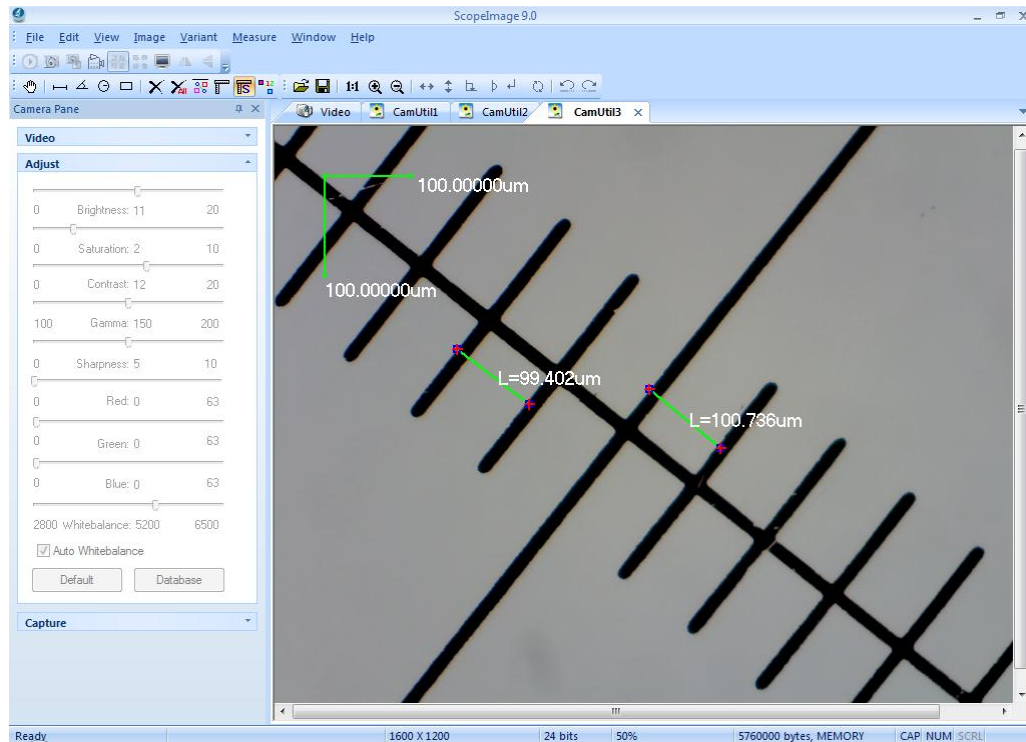 ScopeImage 9.0
File Edit View Image Variant Measure Window Help
1:1
Camera Pane
Video CamUtil1 CamUtil2 CamUtil3
Video
Adjust
0 Brightness: 11 20
0 Saturation: 2 10
0 Contrast: 12 20
100 Gamma: 150 200
0 Sharpness: 5 10
0 Red: 0 63
0 Green: 0 63
0 Blue: 0 63
2800 Whitebalance: 5200 6500
Auto Whitebalance
Default Database
Capture
100.00000um
100.00000um
L=99.402um
L=100.736um
Ready 1600 X 1200 24 bits 50% 5760000 bytes, MEMORY CAP NUM SCRL